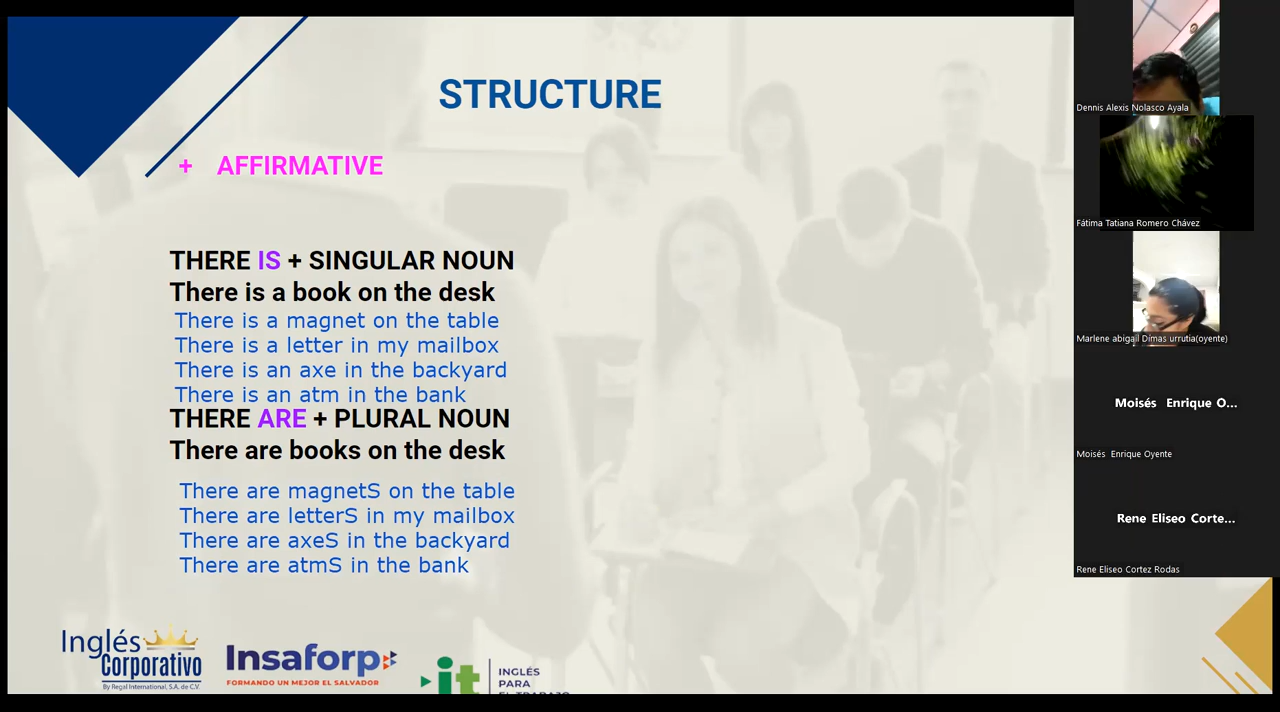 STRUCTURE
+ AFFIRMATIVE
THERE IS + SINGULAR NOUN
There is a book on the desk
There is a magnet on the table
There is a letter in my mailbox
There is an axe in the backyard
There is an atm in the bank
THERE ARE + PLURAL NOUN
There are books on the desk
There are magnetS on the table
There are letterS in my mailbox
There are axeS in the backyard
There are atmS in the bank
Inglés
Corporativo
By Regal International, S.A. de C.V.
Insaforp
FORMANDO UN MEJOR EL SALVADOR
it
INGLÉS
PARA
EL TRABAJO
Dennis Alexis Nolasco Ayala
Fátima Tatiana Romero Chávez
Marlene abigail Dimas urrutia(oyente)
Moisés Enrique O...
Moisés Enrique Oyente
Rene Eliseo Corte...
Rene Eliseo Cortez Rodas